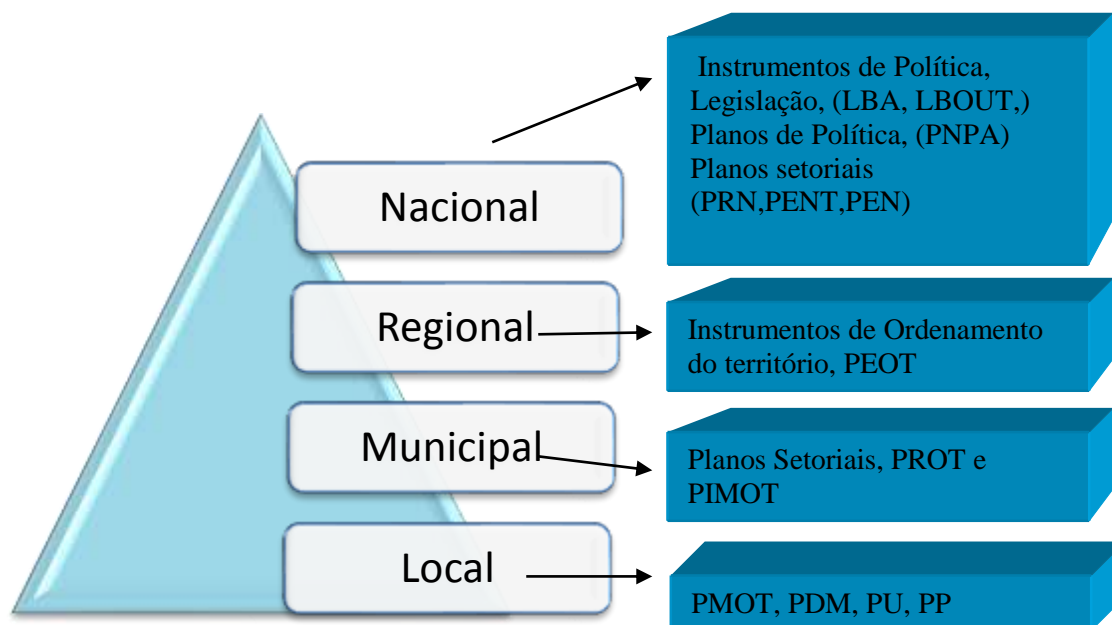 Nacional
Instrumentos de Política,
Legislação, (LBA, LBOUT,)
Planos de Política, (PNPA)
Planos setoriais
(PRN,PENT,PEN)
Regional
Instrumentos de Ordenamento
do território, PEOT
Municipal
Planos Setoriais, PROT e
PIMOT
Local
PMOT, PDM, PU, PP